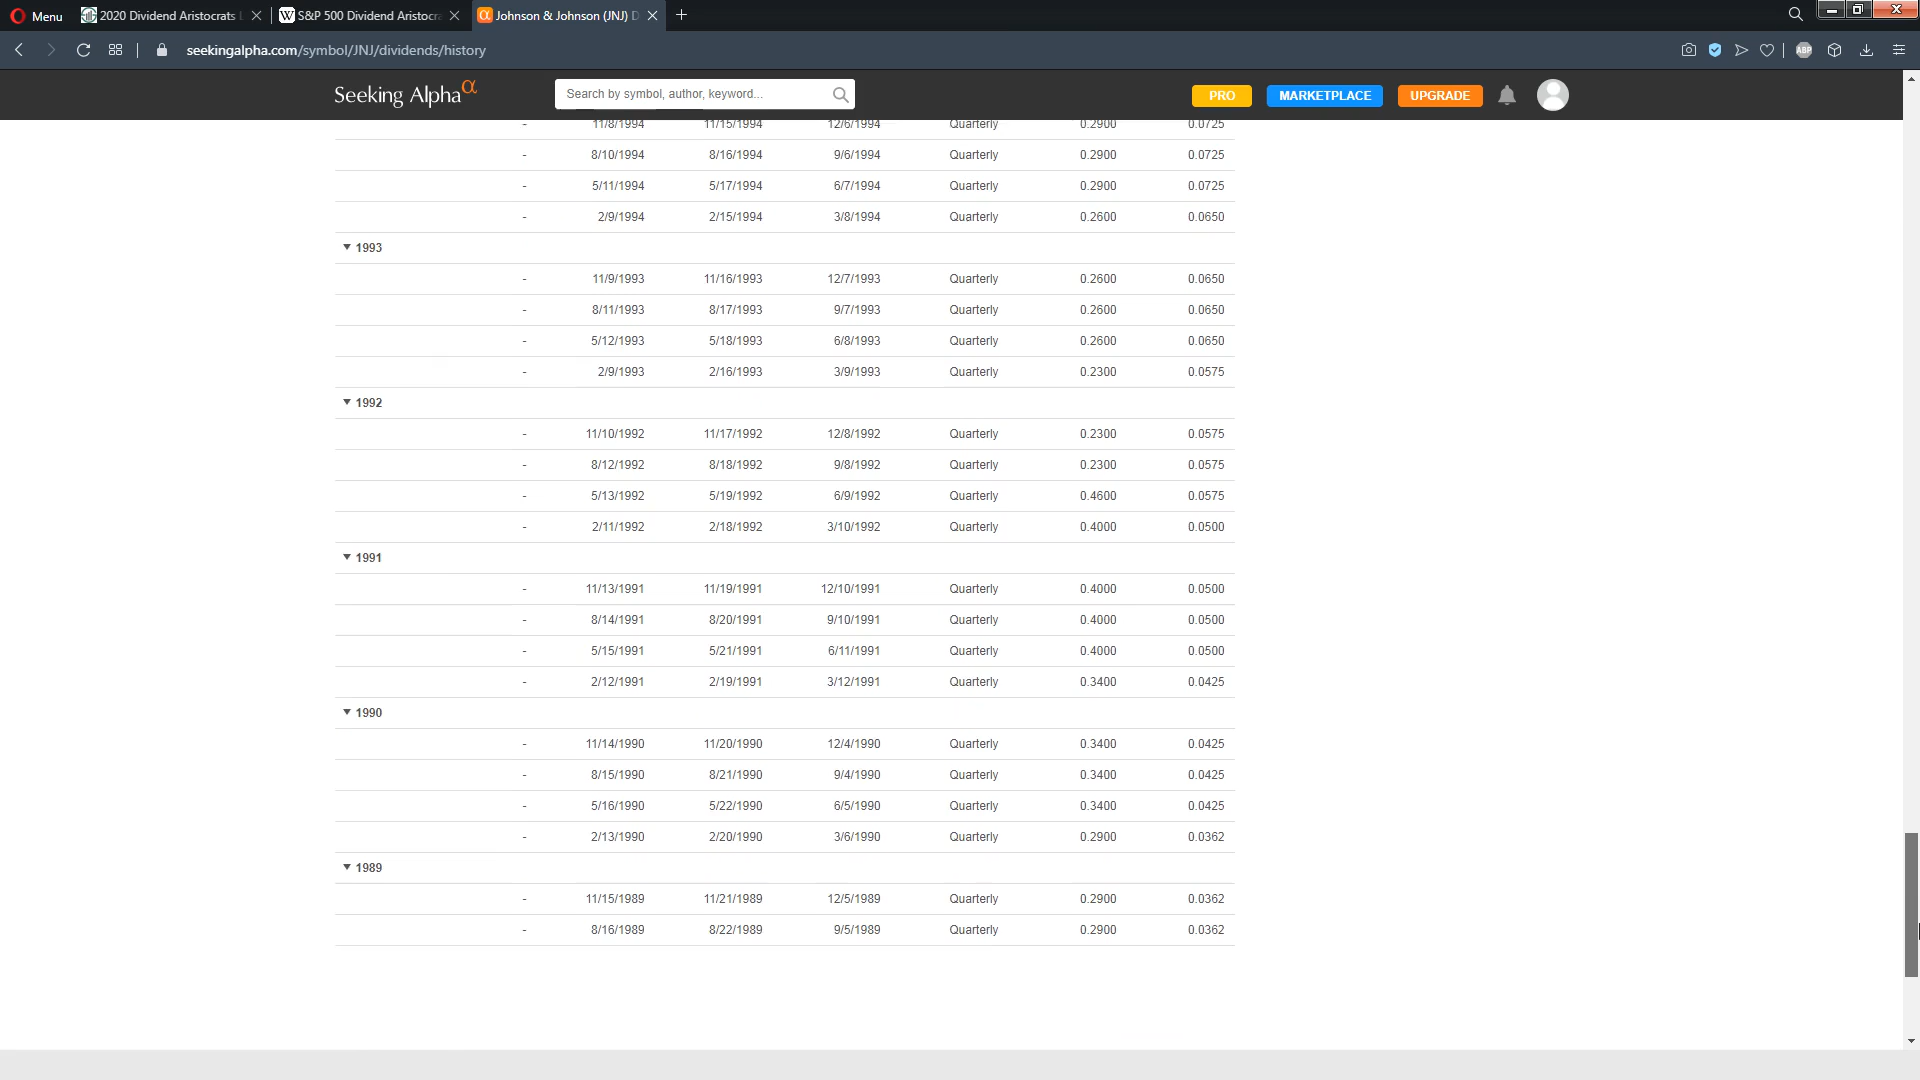 Menu
2020 Dividend Aristocrats
S&P 500 Dividend Aristocra
Johnson & Johnson (JNJ) D
seekingalpha.com/symbol/JNJ/dividends/history
ABP
Seeking Alphaα
Search by symbol, author, keyword...
PRO
MARKETPLACE
UPGRADE
- 11/8/1994 11/15/1994 12/6/1994 Quarterly 0.2900 0.0725
- 8/10/1994 8/16/1994 9/6/1994 Quarterly 0.2900 0.0725
- 5/11/1994 5/17/1994 6/7/1994 Quarterly 0.2900 0.0725
- 2/9/1994 2/15/1994 3/8/1994 Quarterly 0.2600 0.0650
1993
- 11/9/1993 11/16/1993 12/7/1993 Quarterly 0.2600 0.0650
- 8/11/1993 8/17/1993 9/7/1993 Quarterly 0.2600 0.0650
- 5/12/1993 5/18/1993 6/8/1993 Quarterly 0.2600 0.0650
- 2/9/1993 2/16/1993 3/9/1993 Quarterly 0.2300 0.0575
1992
- 11/10/1992 11/17/1992 12/8/1992 Quarterly 0.2300 0.0575
- 8/12/1992 8/18/1992 9/8/1992 Quarterly 0.2300 0.0575
- 5/13/1992 5/19/1992 6/9/1992 Quarterly 0.4600 0.0575
- 2/11/1992 2/18/1992 3/10/1992 Quarterly 0.4000 0.0500
1991
- 11/13/1991 11/19/1991 12/10/1991 Quarterly 0.4000 0.0500
- 8/14/1991 8/20/1991 9/10/1991 Quarterly 0.4000 0.0500
- 5/15/1991 5/21/1991 6/11/1991 Quarterly 0.4000 0.0500
- 2/12/1991 2/19/1991 3/12/1991 Quarterly 0.3400 0.0425
1990
- 11/14/1990 11/20/1990 12/4/1990 Quarterly 0.3400 0.0425
- 8/15/1990 8/21/1990 9/4/1990 Quarterly 0.3400 0.0425
- 5/16/1990 5/22/1990 6/5/1990 Quarterly 0.3400 0.0425
- 2/13/1990 2/20/1990 3/6/1990 Quarterly 0.2900 0.0362
1989
- 11/15/1989 11/21/1989 12/5/1989 Quarterly 0.2900 0.0362
- 8/16/1989 8/22/1989 9/5/1989 Quarterly 0.2900 0.0362